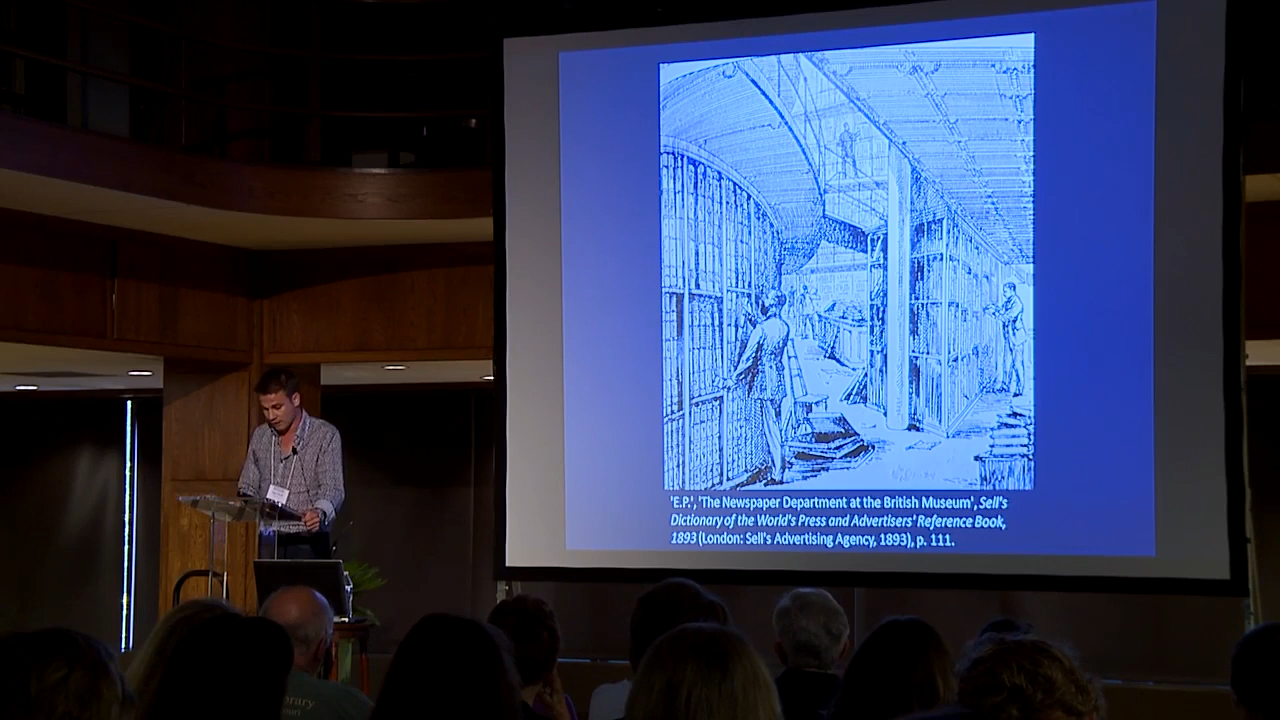 'E.P.', 'The Newspaper Department at the British Museum', Sell's
Dictionary of the World's Press and Advertisers' Reference Book,
1893 (London: Sell's Advertising Agency, 1893), p. 111.